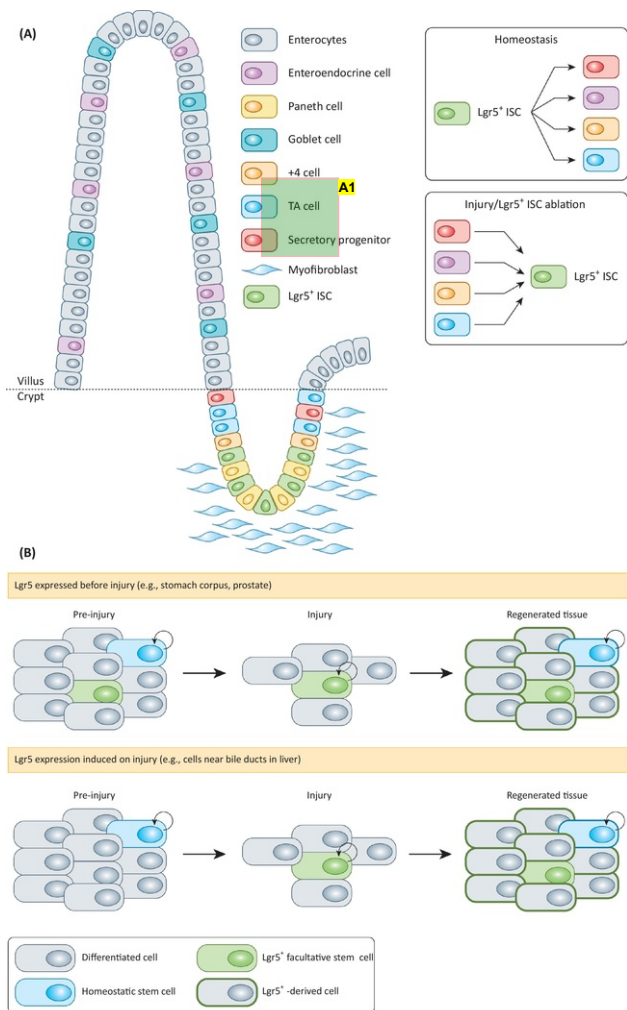 (A)
Enterocytes
Enteroendocrine cell
Paneth cell
Goblet cell
+4 cell
A1
TA cell
Secretory progenitor
Myofibroblast
Lgr5⁺ ISC
Homeostasis
Lgr5⁺ ISC
Injury/Lgr5⁺ ISC ablation
Lgr5⁺ ISC
Villus
Crypt
(B)
Lgr5 expressed before injury (e.g., stomach corpus, prostate)
Pre-injury
Injury
Regenerated tissue
Lgr5 expression induced on injury (e.g., cells near bile ducts in liver)
Pre-injury
Injury
Regenerated tissue
Differentiated cell
Lgr5⁺ facultative stem cell
Homeostatic stem cell
Lgr5⁺ -derived cell